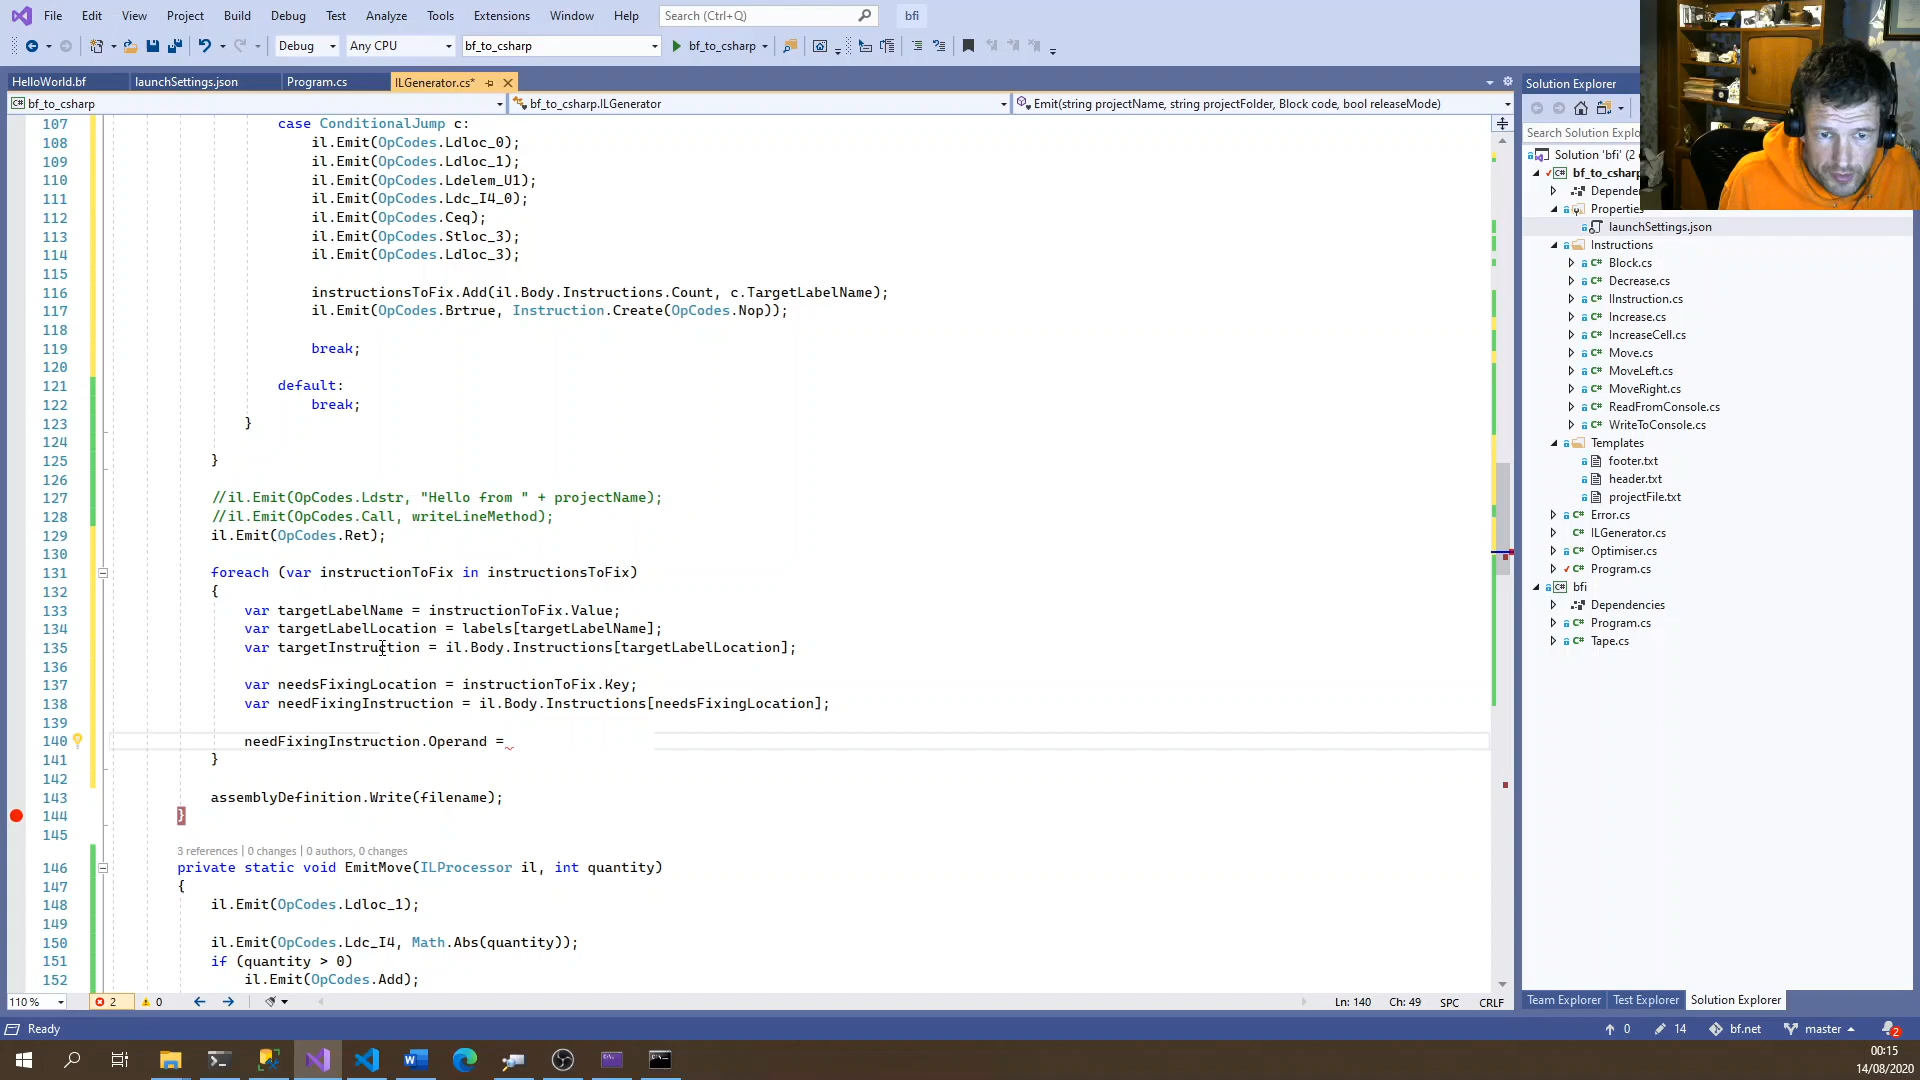 File Edit View Project Build Debug Test Analyze Tools Extensions Window Help Search (Ctrl+Q) bfi
Debug Any CPU bf_to_csharp bf_to_csharp
HelloWorld.bf launchSettings.json Program.cs ILGenerator.cs*
bf_to_csharp bf_to_csharp.ILGenerator Emit(string projectName, string projectFolder, Block code, bool releaseMode)
107 case ConditionalJump c:
108 il.Emit(OpCodes.Ldloc_0);
109 il.Emit(OpCodes.Ldloc_1);
110 il.Emit(OpCodes.Ldelem_U1);
111 il.Emit(OpCodes.Ldc_I4_0);
112 il.Emit(OpCodes.Ceq);
113 il.Emit(OpCodes.Stloc_3);
114 il.Emit(OpCodes.Ldloc_3);
115
116 instructionsToFix.Add(il.Body.Instructions.Count, c.TargetLabelName);
117 il.Emit(OpCodes.Brtrue, Instruction.Create(OpCodes.Nop));
118
119 break;
120
121 default:
122 break;
123 }
124
125 }
126
127 //il.Emit(OpCodes.Ldstr, "Hello from " + projectName);
128 //il.Emit(OpCodes.Call, writeLineMethod);
129 il.Emit(OpCodes.Ret);
130
131 foreach (var instructionToFix in instructionsToFix)
132 {
133 var targetLabelName = instructionToFix.Value;
134 var targetLabelLocation = labels[targetLabelName];
135 var targetInstruction = il.Body.Instructions[targetLabelLocation];
136
137 var needsFixingLocation = instructionToFix.Key;
138 var needFixingInstruction = il.Body.Instructions[needsFixingLocation];
139
140 needFixingInstruction.Operand =
141 }
142
143 assemblyDefinition.Write(filename);
144 }
145
3 references | 0 changes | 0 authors, 0 changes
146 private static void EmitMove(ILProcessor il, int quantity)
147 {
148 il.Emit(OpCodes.Ldloc_1);
149
150 il.Emit(OpCodes.Ldc_I4, Math.Abs(quantity));
151 if (quantity > 0)
152 il.Emit(OpCodes.Add);
110 % 2 0 Ln: 140 Ch: 49 SPC CRLF
Solution Explorer
Search Solution Explo
Solution 'bfi' (2
bf_to_csharp
Depender
Properties
launchSettings.json
Instructions
Block.cs
Decrease.cs
IInstruction.cs
Increase.cs
IncreaseCell.cs
Move.cs
MoveLeft.cs
MoveRight.cs
ReadFromConsole.cs
WriteToConsole.cs
Templates
footer.txt
header.txt
projectFile.txt
Error.cs
ILGenerator.cs
Optimiser.cs
Program.cs
bfi
Dependencies
Program.cs
Tape.cs
Team Explorer Test Explorer Solution Explorer
Ready 0 14 bf.net master 2
00:15
14/08/2020